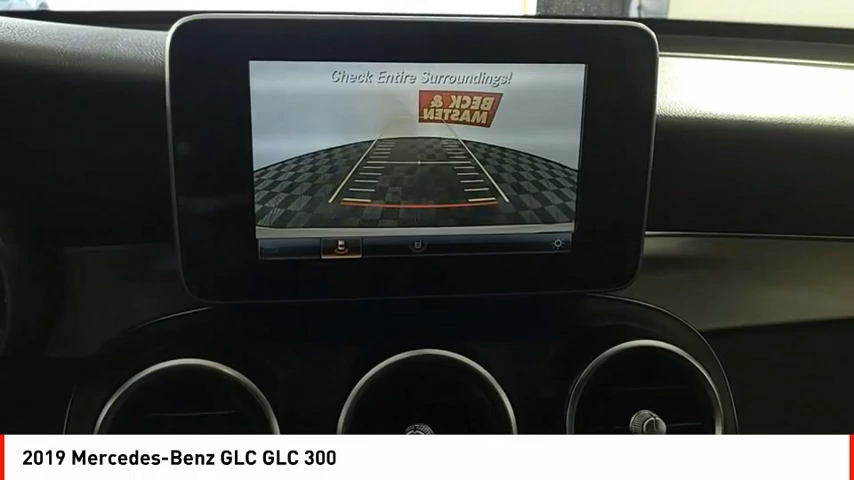 Check Entire Surroundings!
BECK &
MASTEN
2019 Mercedes-Benz GLC GLC 300